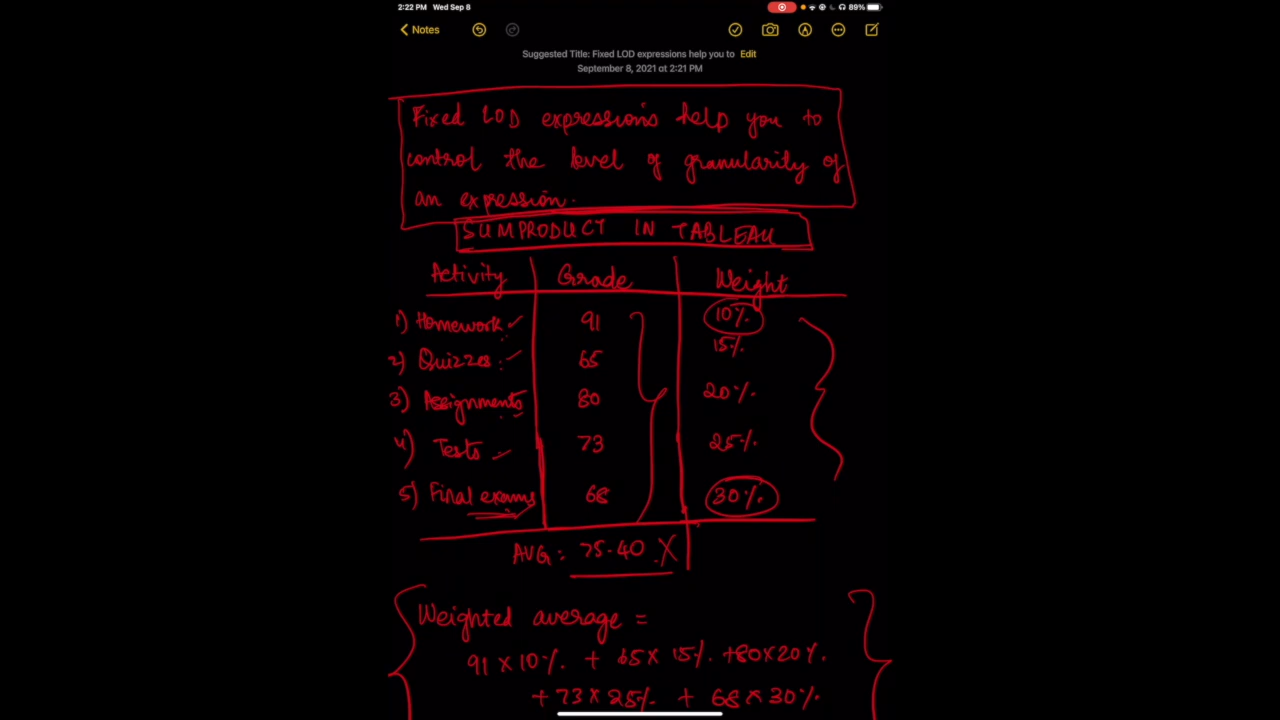 2:22 PM Wed Sep 8 89%
Notes
Suggested Title: Fixed LOD expressions help you to Edit
September 8, 2021 at 2:21 PM
Fixed LOD expressions help you to
control the level of granularity of
an expression.
SUMPRODUCT IN TABLEAU
Activity Grade Weight
1) Homework 91 10%
2) Quizzes 65 15%
3) Assignments 80 20%
4) Tests 73 25%
5) Final exams 68 30%
AVG: 75.40 X
Weighted average =
91 x 10% + 65 x 15% + 80 x 20%
+ 73 x 25% + 68 x 30%